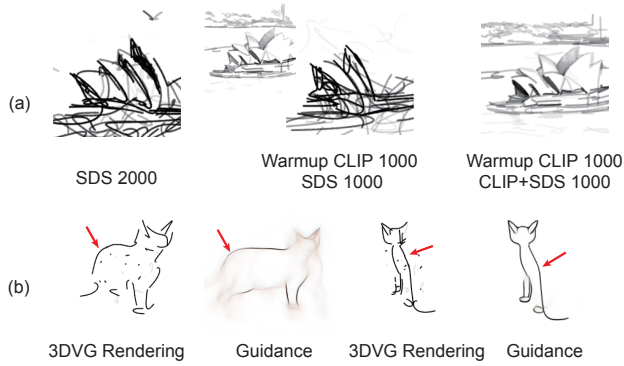 (a)
SDS 2000
Warmup CLIP 1000
SDS 1000
Warmup CLIP 1000
CLIP+SDS 1000
(b)
3DVG Rendering
Guidance
3DVG Rendering
Guidance